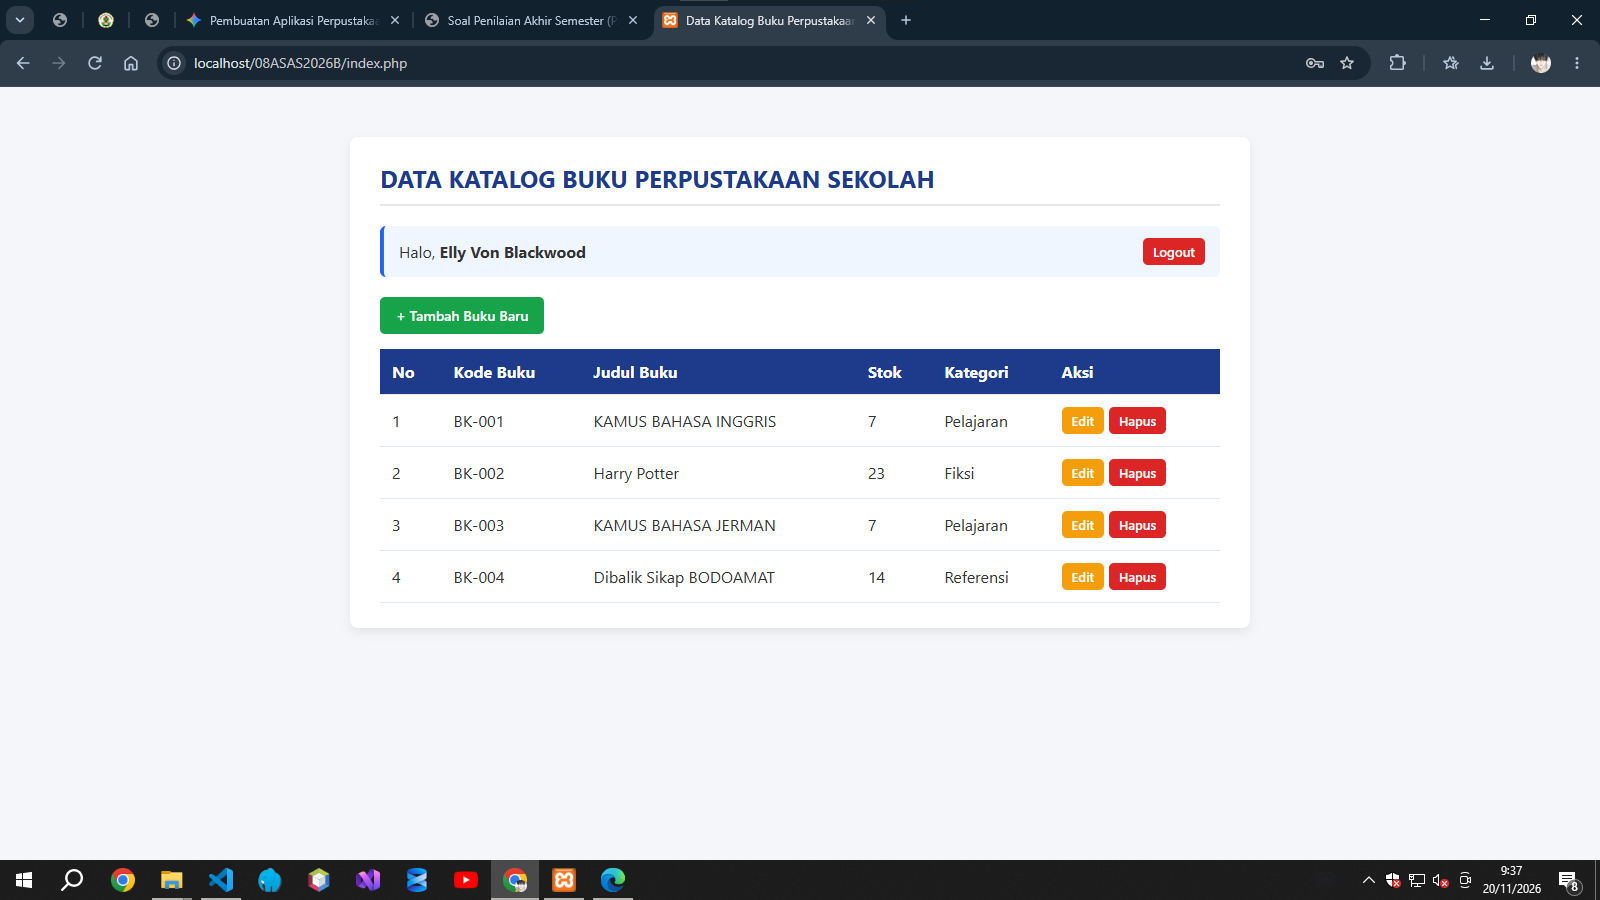 Pembuatan Aplikasi Perpustakaa
Soal Penilaian Akhir Semester (P
Data Katalog Buku Perpustakaan
localhost/08ASAS2026B/index.php
DATA KATALOG BUKU PERPUSTAKAAN SEKOLAH
Halo, Elly Von Blackwood
Logout
+ Tambah Buku Baru
No Kode Buku Judul Buku Stok Kategori Aksi
1 BK-001 KAMUS BAHASA INGGRIS 7 Pelajaran Edit Hapus
2 BK-002 Harry Potter 23 Fiksi Edit Hapus
3 BK-003 KAMUS BAHASA JERMAN 7 Pelajaran Edit Hapus
4 BK-004 Dibalik Sikap BODOAMAT 14 Referensi Edit Hapus
9:37
20/11/2026
8